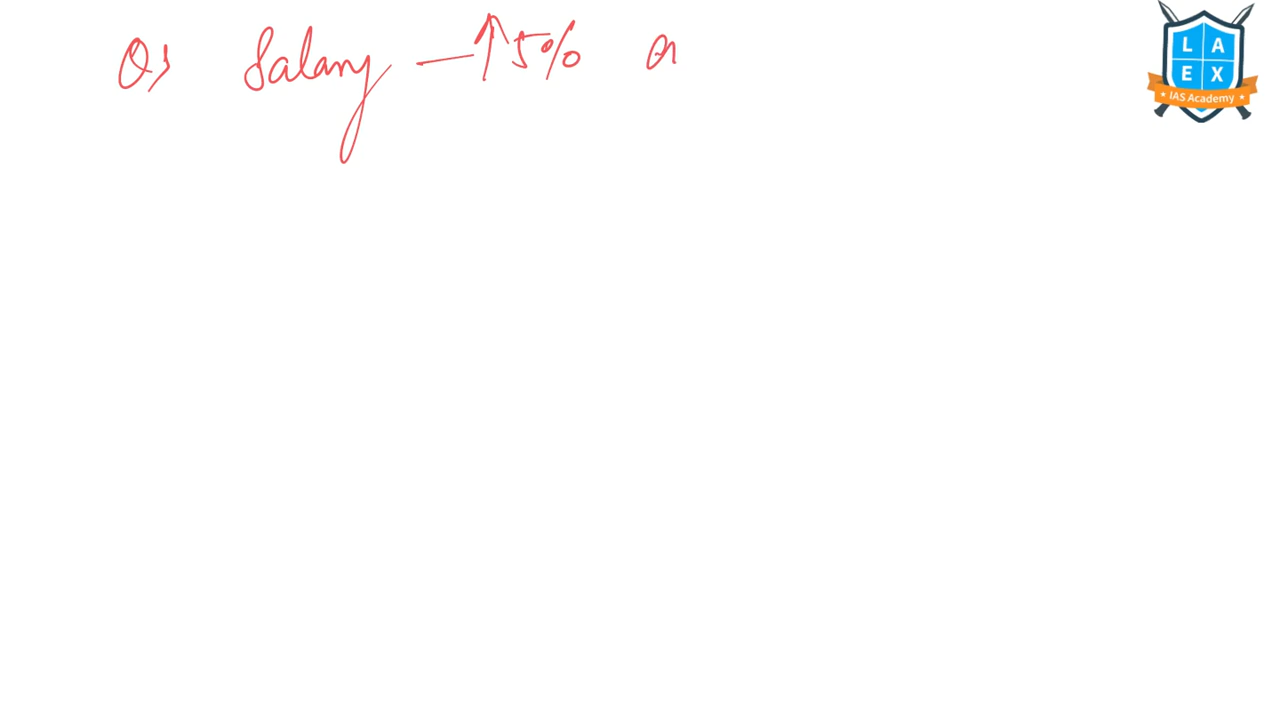 Q) Salary — ↑ 5%
L A
E X
IAS Academy